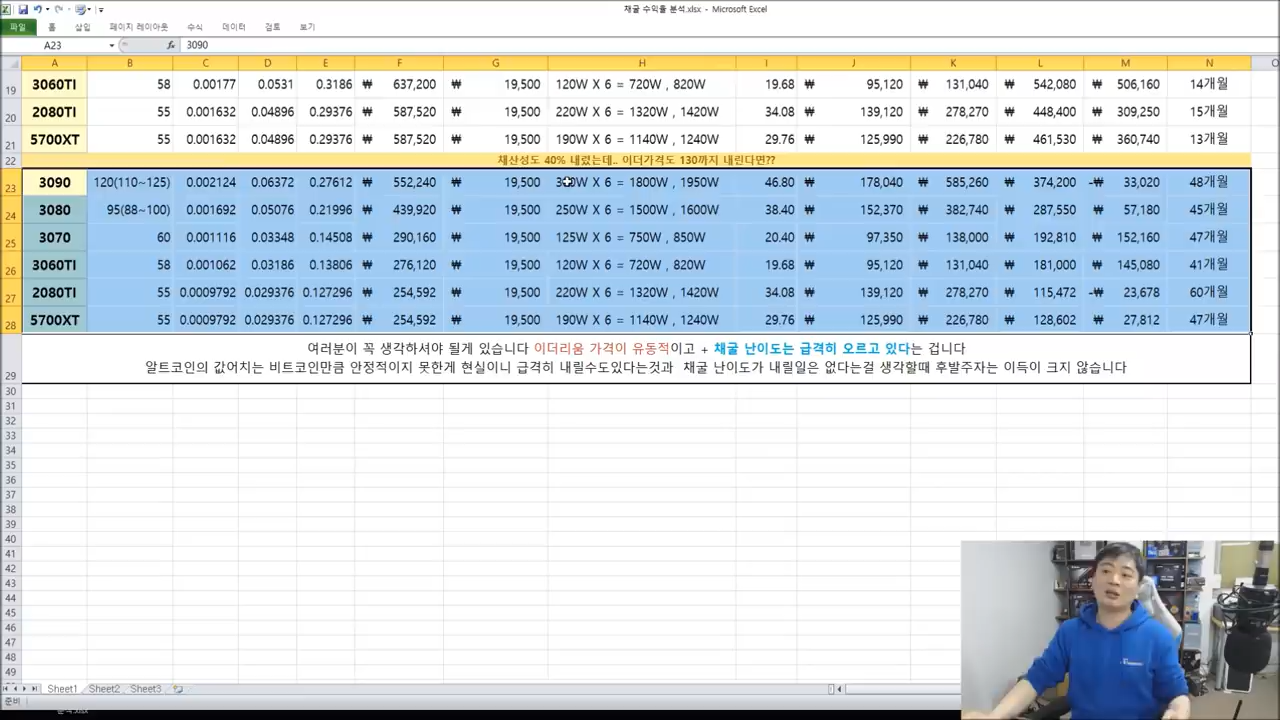 채굴 수익율 분석.xlsx - Microsoft Excel
파일 홈 삽입 페이지 레이아웃 수식 데이터 검토 보기
A23 fx 3090
A B C D E F G H I J K L M N
19 3060TI 58 0.00177 0.0531 0.3186 ₩ 637,200 ₩ 19,500 120W X 6 = 720W , 820W 19.68 ₩ 95,120 ₩ 131,040 ₩ 542,080 ₩ 506,160 14개월
20 2080TI 55 0.001632 0.04896 0.29376 ₩ 587,520 ₩ 19,500 220W X 6 = 1320W , 1420W 34.08 ₩ 139,120 ₩ 278,270 ₩ 448,400 ₩ 309,250 15개월
21 5700XT 55 0.001632 0.04896 0.29376 ₩ 587,520 ₩ 19,500 190W X 6 = 1140W , 1240W 29.76 ₩ 125,990 ₩ 226,780 ₩ 461,530 ₩ 360,740 13개월
22 채산성도 40% 내렸는데.. 이더가격도 130까지 내린다면??
23 3090 120(110~125) 0.002124 0.06372 0.27612 ₩ 552,240 ₩ 19,500 300W X 6 = 1800W , 1950W 46.80 ₩ 178,040 ₩ 585,260 ₩ 374,200 -₩ 33,020 48개월
24 3080 95(88~100) 0.001692 0.05076 0.21996 ₩ 439,920 ₩ 19,500 250W X 6 = 1500W , 1600W 38.40 ₩ 152,370 ₩ 382,740 ₩ 287,550 ₩ 57,180 45개월
25 3070 60 0.001116 0.03348 0.14508 ₩ 290,160 ₩ 19,500 125W X 6 = 750W , 850W 20.40 ₩ 97,350 ₩ 138,000 ₩ 192,810 ₩ 152,160 47개월
26 3060TI 58 0.001062 0.03186 0.13806 ₩ 276,120 ₩ 19,500 120W X 6 = 720W , 820W 19.68 ₩ 95,120 ₩ 131,040 ₩ 181,000 ₩ 145,080 41개월
27 2080TI 55 0.0009792 0.029376 0.127296 ₩ 254,592 ₩ 19,500 220W X 6 = 1320W , 1420W 34.08 ₩ 139,120 ₩ 278,270 ₩ 115,472 -₩ 23,678 60개월
28 5700XT 55 0.0009792 0.029376 0.127296 ₩ 254,592 ₩ 19,500 190W X 6 = 1140W , 1240W 29.76 ₩ 125,990 ₩ 226,780 ₩ 128,602 ₩ 27,812 47개월
여러분이 꼭 생각하셔야 될게 있습니다 이더리움 가격이 유동적이고 + 채굴 난이도는 급격히 오르고 있다는 겁니다
29 알트코인의 값어치는 비트코인만큼 안정적이지 못한게 현실이니 급격히 내릴수도있다는것과 채굴 난이도가 내릴일은 없다는걸 생각할때 후발주자는 이득이 크지 않습니다
30
31
32
33
34
35
36
37
38
39
40
41
42
43
44
45
46
47
48
49
Sheet1 Sheet2 Sheet3
준비
분석.xlsx